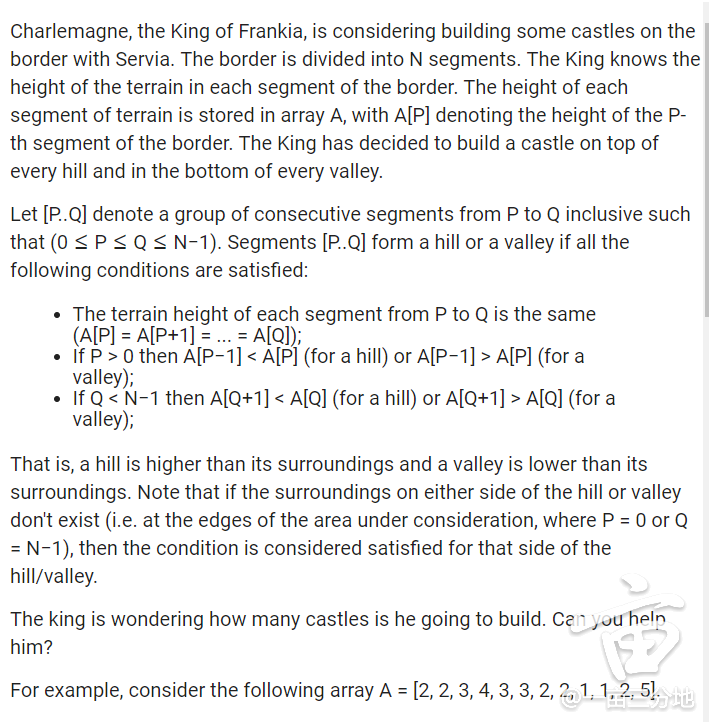 Charlemagne, the King of Frankia, is considering building some castles on the
border with Servia. The border is divided into N segments. The King knows the
height of the terrain in each segment of the border. The height of each
segment of terrain is stored in array A, with A[P] denoting the height of the P-
th segment of the border. The King has decided to build a castle on top of
every hill and in the bottom of every valley.
Let [P..Q] denote a group of consecutive segments from P to Q inclusive such
that (0 ≤ P ≤ Q ≤ N−1). Segments [P..Q] form a hill or a valley if all the
following conditions are satisfied:
• The terrain height of each segment from P to Q is the same
(A[P] = A[P+1] = ... = A[Q]);
• If P > 0 then A[P−1] < A[P] (for a hill) or A[P−1] > A[P] (for a
valley);
• If Q < N−1 then A[Q+1] < A[Q] (for a hill) or A[Q+1] > A[Q] (for a
valley);
That is, a hill is higher than its surroundings and a valley is lower than its
surroundings. Note that if the surroundings on either side of the hill or valley
don't exist (i.e. at the edges of the area under consideration, where P = 0 or Q
= N−1), then the condition is considered satisfied for that side of the
hill/valley.
The king is wondering how many castles is he going to build. Can you help
him?
For example, consider the following array A = [2, 2, 3, 4, 3, 3, 2, 2, 1, 1, 2, 5].
亩
@一亩三分地